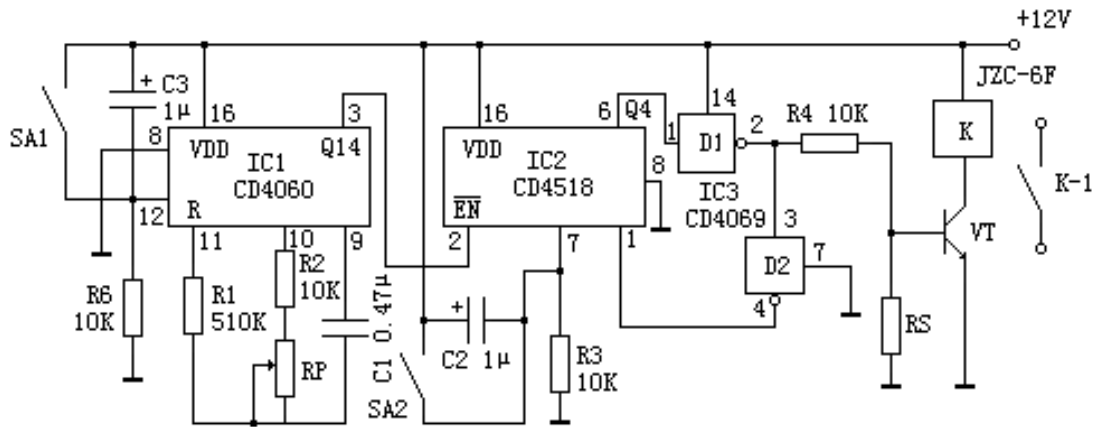 +12V
JZC-6F
C3
+
1μ
SA1
16
3
8
VDD
Q14
IC1
CD4060
R
12
11
10
9
R6
10K
R1
510K
R2
10K
RP
C1 0.47μ
16
6
Q4
VDD
IC2
CD4518
EN
8
2
7
1
+
C2
1μ
SA2
R3
10K
14
1
D1
2
R4 10K
IC3
CD4069
3
D2
7
4
RS
K
VT
K-1